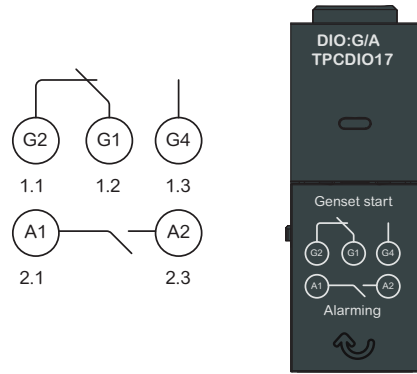 G2 G1 G4
1.1 1.2 1.3
A1 A2
2.1 2.3
DIO:G/A
TPCDIO17
Genset start
G2 G1 G4
A1 A2
Alarming